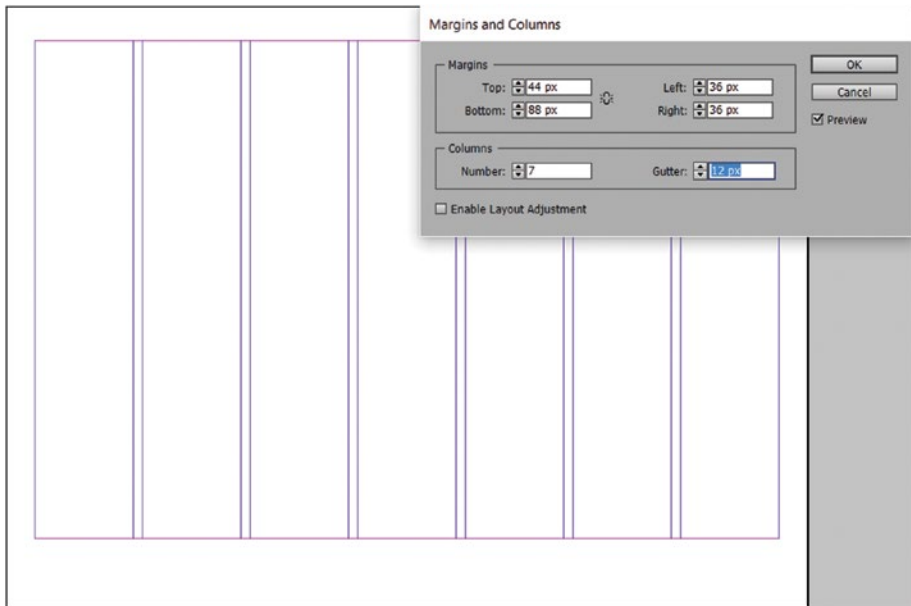 Margins and Columns
Margins
Top: 44 px
Left: 36 px
Bottom: 88 px
Right: 36 px
Columns
Number: 7
Gutter: 12 px
Enable Layout Adjustment
OK
Cancel
Preview